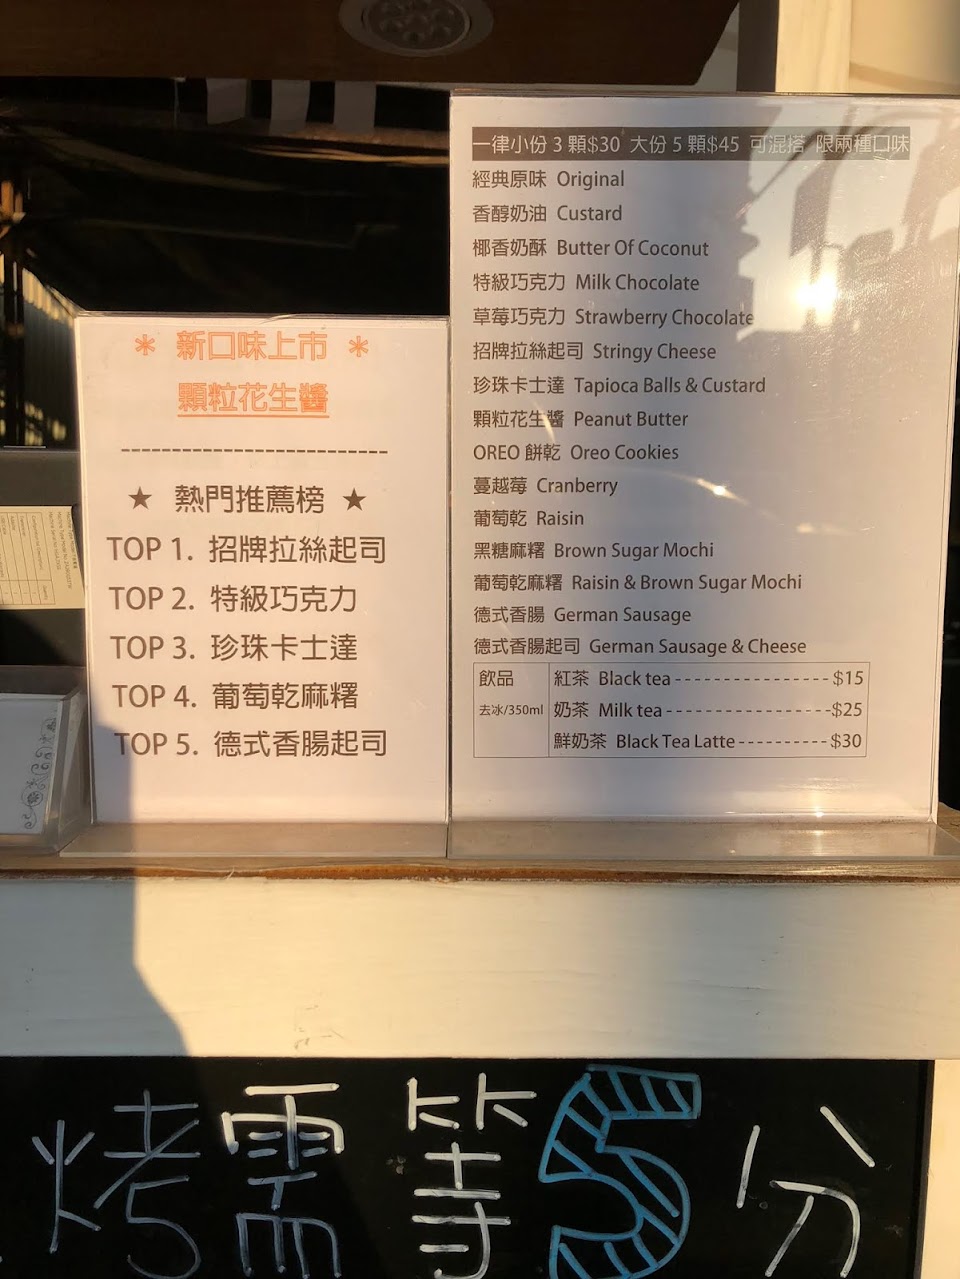 * 新口味上市 *
顆粒花生醬
★ 熱門推薦榜 ★
TOP 1. 招牌拉絲起司
TOP 2. 特級巧克力
TOP 3. 珍珠卡士達
TOP 4. 葡萄乾麻糬
TOP 5. 德式香腸起司
一律小份 3 顆$30 大份 5 顆$45 可混搭 限兩種口味
經典原味 Original
香醇奶油 Custard
椰香奶酥 Butter Of Coconut
特級巧克力 Milk Chocolate
草莓巧克力 Strawberry Chocolate
招牌拉絲起司 Stringy Cheese
珍珠卡士達 Tapioca Balls & Custard
顆粒花生醬 Peanut Butter
OREO 餅乾 Oreo Cookies
蔓越莓 Cranberry
葡萄乾 Raisin
黑糖麻糬 Brown Sugar Mochi
葡萄乾麻糬 Raisin & Brown Sugar Mochi
德式香腸 German Sausage
德式香腸起司 German Sausage & Cheese
飲品 紅茶 Black tea----------------$15
去冰/350ml 奶茶 Milk tea-----------------$25
鮮奶茶 Black Tea Latte----------$30
烤需等5分